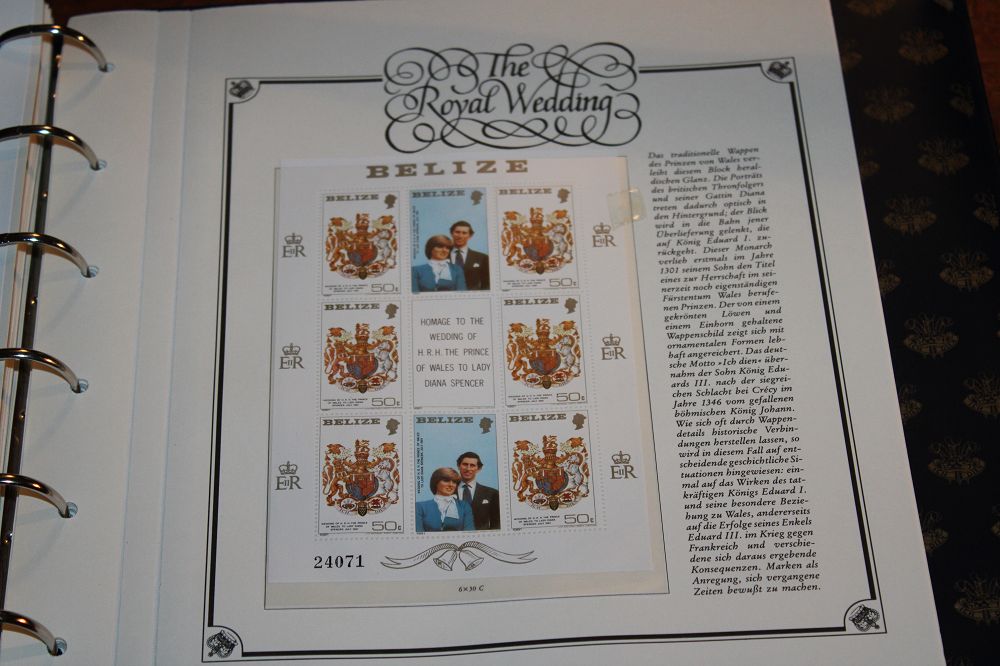 The
Royal Wedding
BELIZE
BELIZE
50c
BELIZE
BELIZE
50c
EIIR
EIIR
BELIZE
50c
HOMAGE TO THE
WEDDING OF
H.R.H. THE PRINCE
OF WALES TO LADY
DIANA SPENCER
BELIZE
50c
EIIR
EIIR
BELIZE
50c
BELIZE
BELIZE
50c
EIIR
EIIR
24071
6×30 C
Das traditionelle Wappen
des Prinzen von Wales ver-
leiht diesem Block heral-
dischen Glanz. Die Porträts
des britischen Thronfolgers
und seiner Gattin Diana
treten dadurch optisch in
den Hintergrund; der Blick
wird in die Bahn jener
Überlieferung gelenkt, die
auf König Eduard I. zu-
rückgeht. Dieser Monarch
verlieh erstmals im Jahre
1301 seinem Sohn den Titel
eines zur Herrschaft im sei-
nerzeit noch eigenständigen
Fürstentum Wales berufe-
nen Prinzen. Der von einem
gekrönten Löwen und
einem Einhorn gehaltene
Wappenschild zeigt sich mit
ornamentalen Formen leb-
haft angereichert. Das deut-
sche Motto »Ich dien« über-
nahm der Sohn König Edu-
ards III. nach der siegrei-
chen Schlacht bei Crécy im
Jahre 1346 vom gefallenen
böhmischen König Johann.
Wie sich oft durch Wappen-
details historische Verbin-
dungen herstellen lassen, so
wird in diesem Fall auf ent-
scheidende geschichtliche Si-
tuationen hingewiesen: ein-
mal auf das Wirken des tat-
kräftigen Königs Eduard I.
und seine besondere Bezie-
hung zu Wales, andererseits
auf die Erfolge seines Enkels
Eduard III. im Krieg gegen
Frankreich und verschie-
dene sich daraus ergebende
Konsequenzen. Marken als
Anregung, sich vergangene
Zeiten bewußt zu machen.